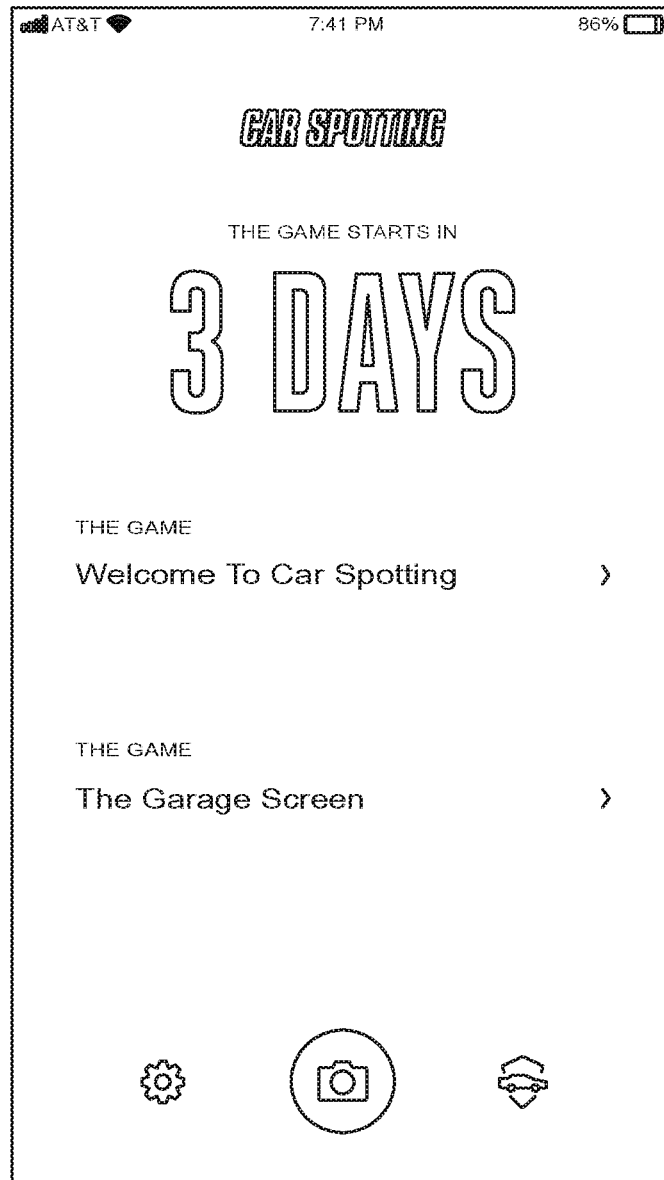 AT&T 7:41 PM 86%
CAR SPOTTING
THE GAME STARTS IN
3 DAYS
THE GAME
Welcome To Car Spotting
THE GAME
The Garage Screen